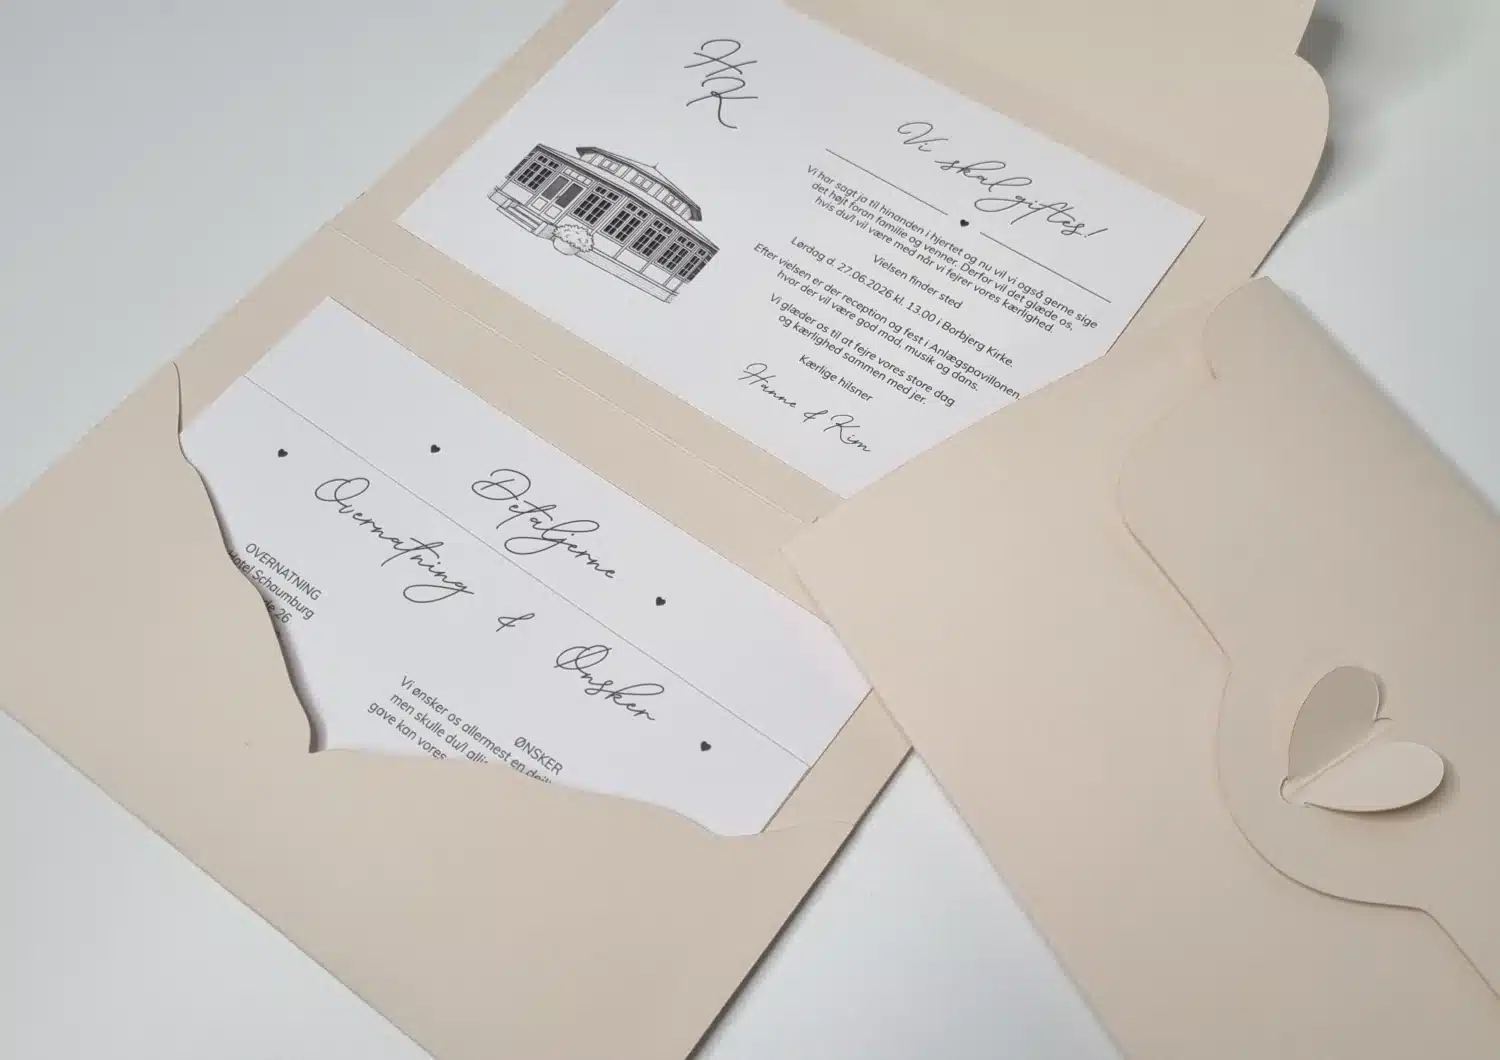 H
K
Vi skal giftes!
Vi har sagt ja til hinanden i hjertet og nu vil vi også gerne sige
det højt foran familie og venner. Derfor vil det glæde os,
hvis du/I vil være med når vi fejrer vores kærlighed.
Vielsen finder sted
Lørdag d. 27.06.2026 kl. 13.00 i Borbjerg Kirke.
Efter vielsen er der reception og fest i Anlægspavillonen,
hvor der vil være god mad, musik og dans.
Vi glæder os til at fejre vores store dag
og kærlighed sammen med jer.
Kærlige hilsner
Hanne & Kim
Detaljerne
Overnatning & Ønsker
OVERNATNING
Hotel Schaumburg
26
ØNSKER
Vi ønsker os allermest en
men skulle du/I
gave kan vores